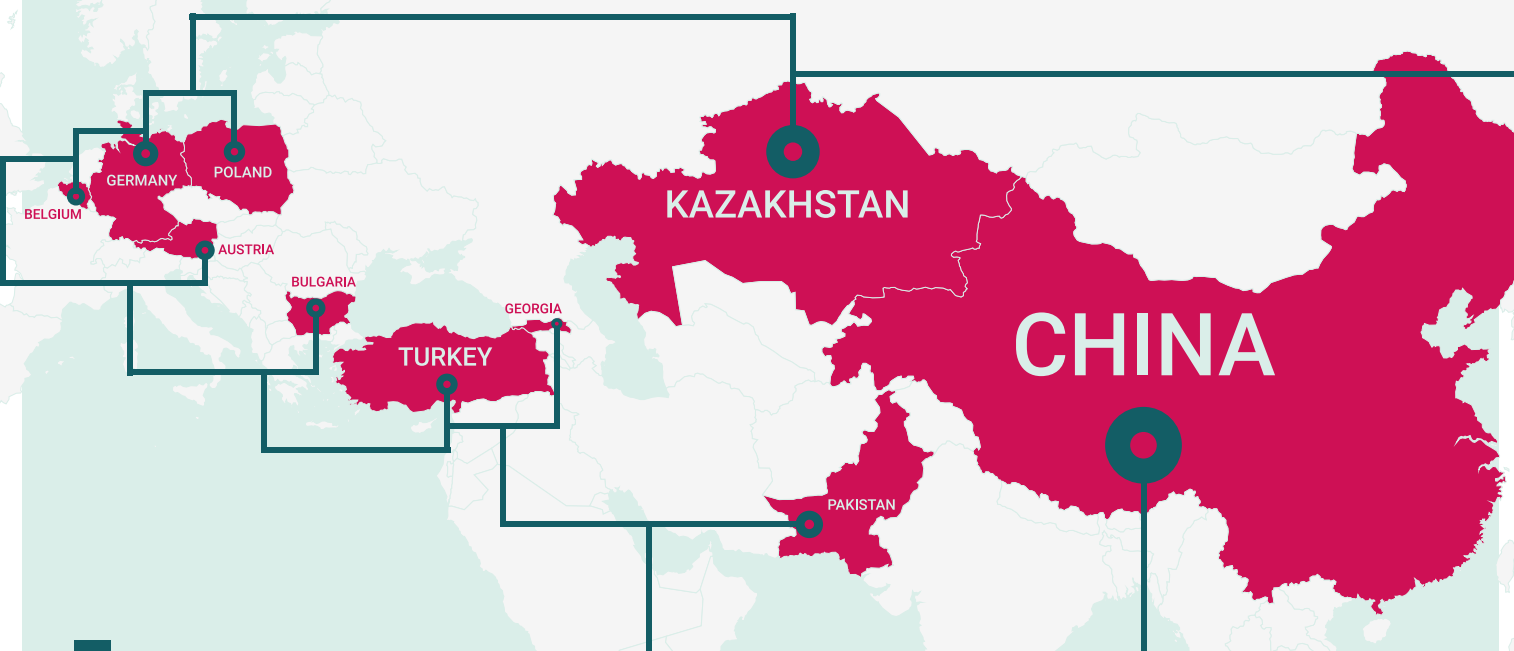 GERMANY
POLAND
BELGIUM
AUSTRIA
BULGARIA
GEORGIA
TURKEY
KAZAKHSTAN
CHINA
PAKISTAN